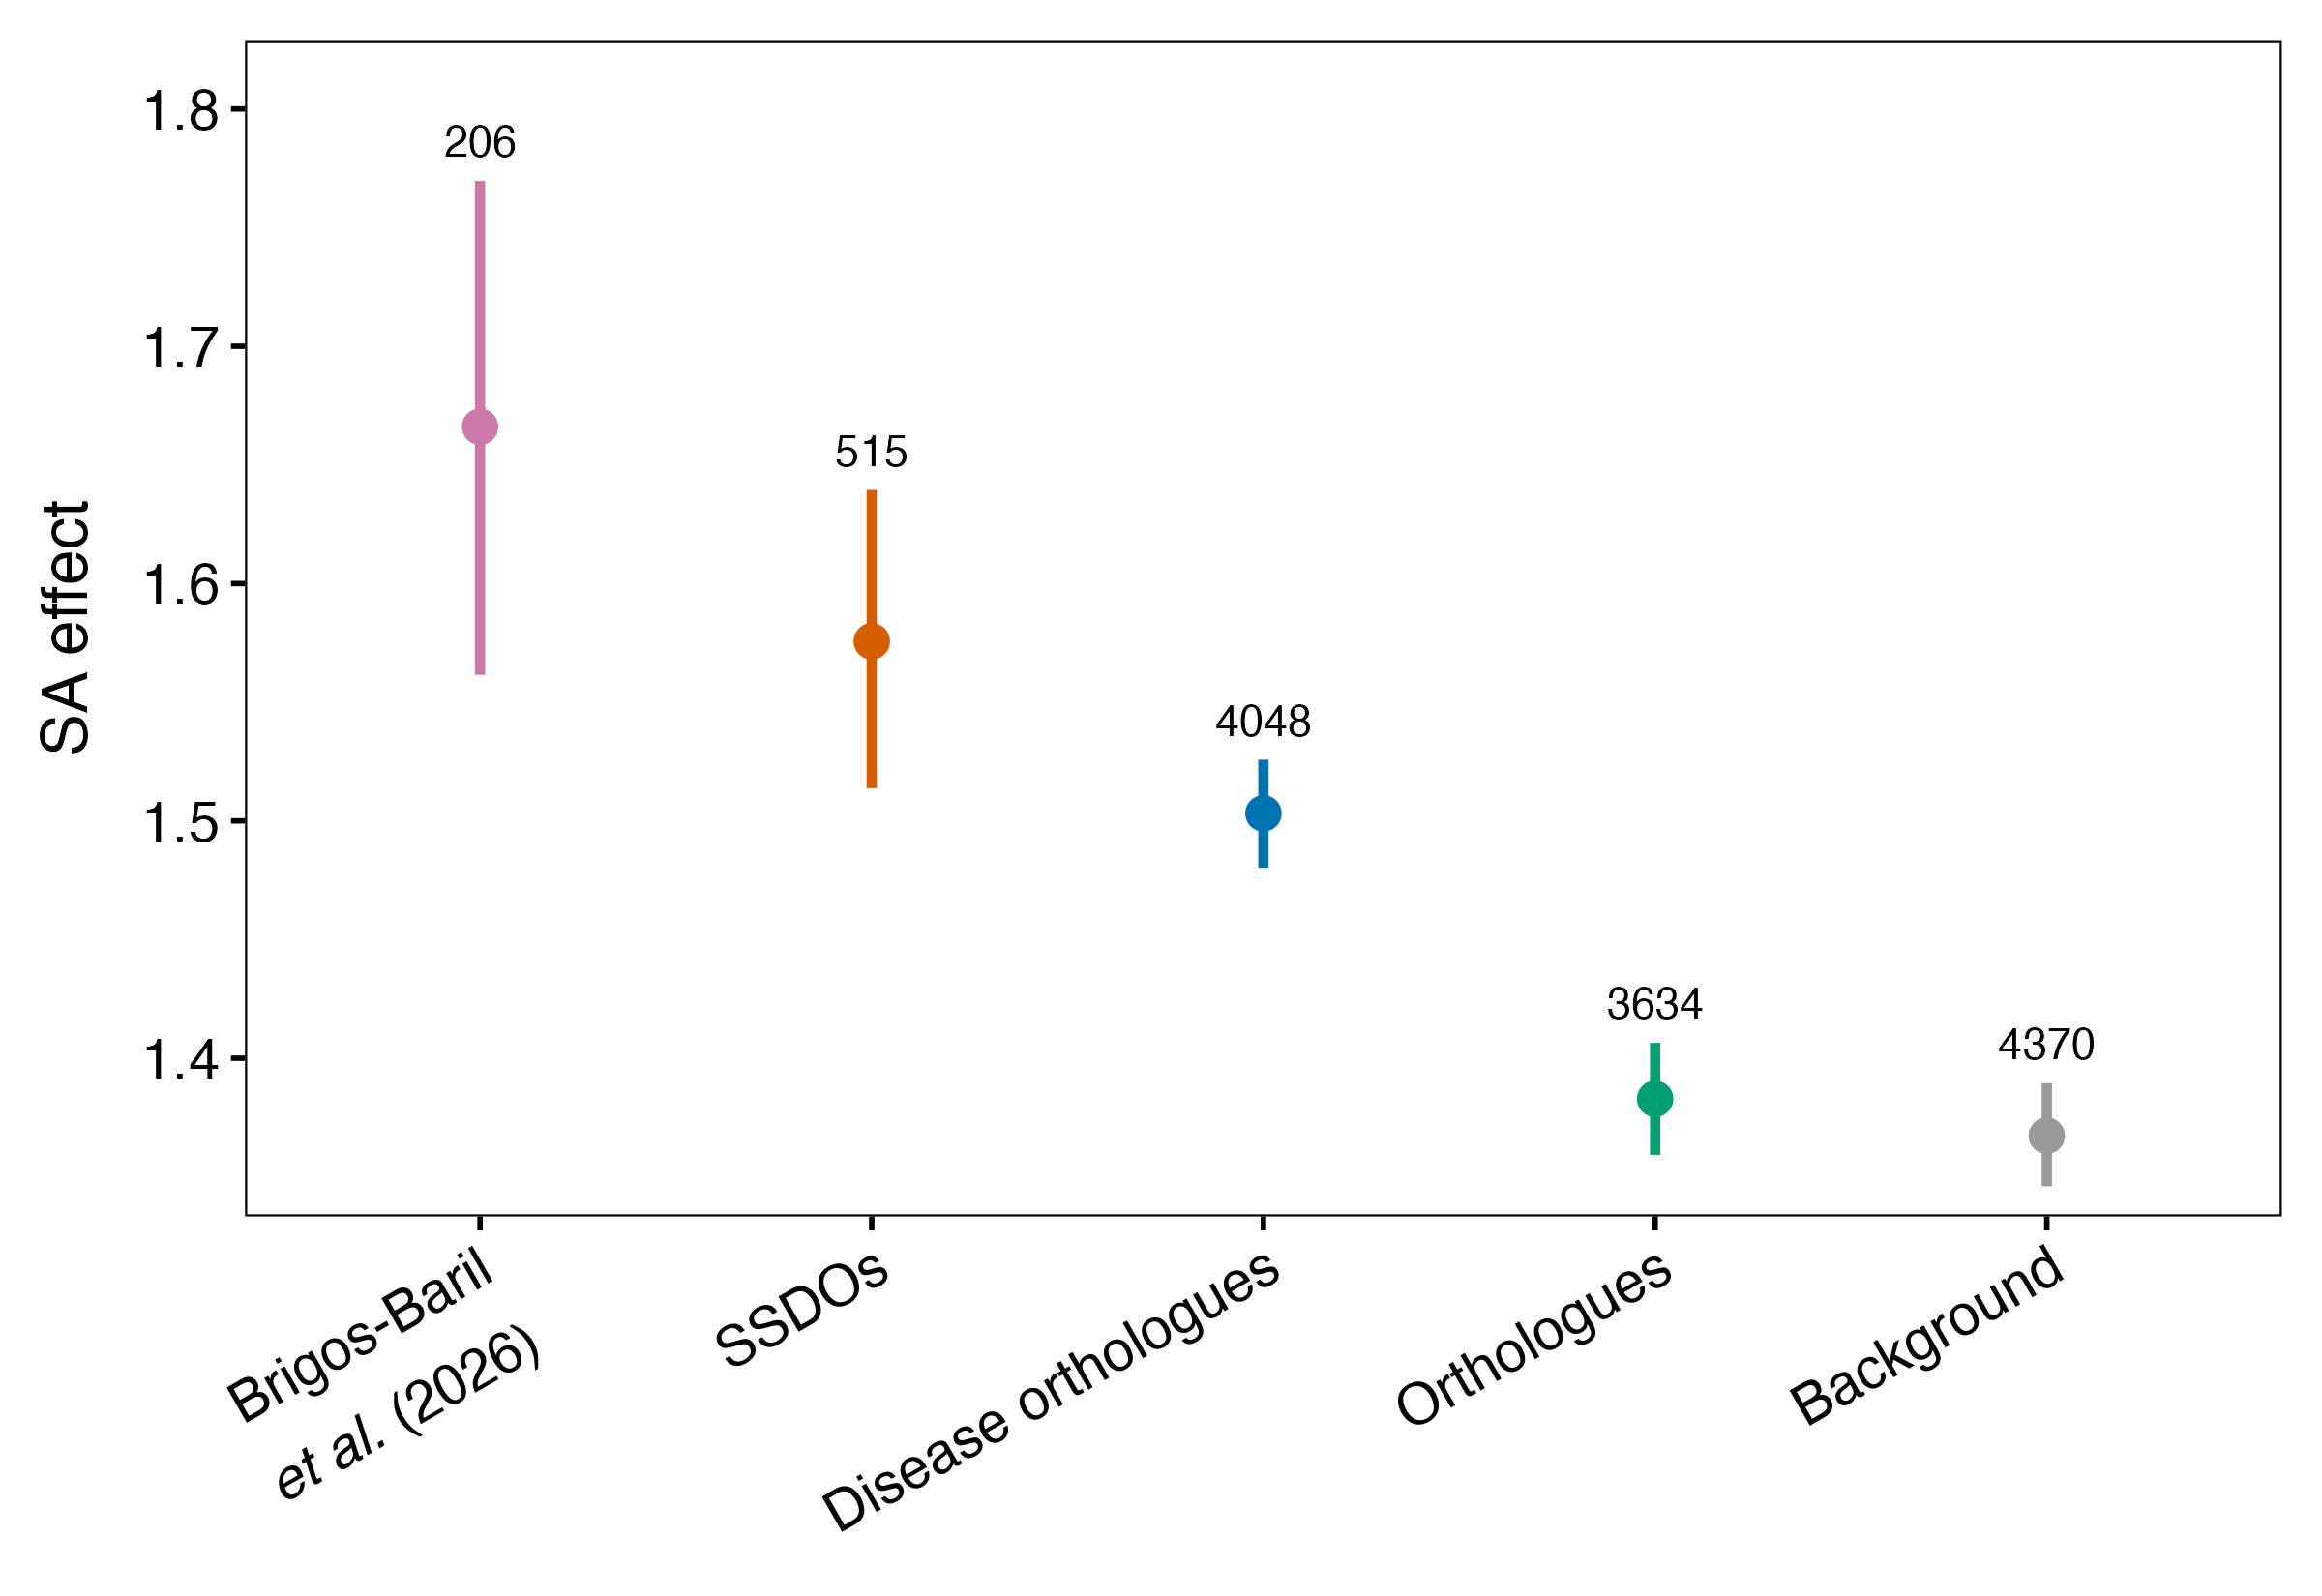 SA effect
1.8
1.7
1.6
1.5
1.4
206
515
4048
3634
4370
Brigos-Baril
et al. (2026)
SSDOs
Disease orthologues
Orthologues
Background